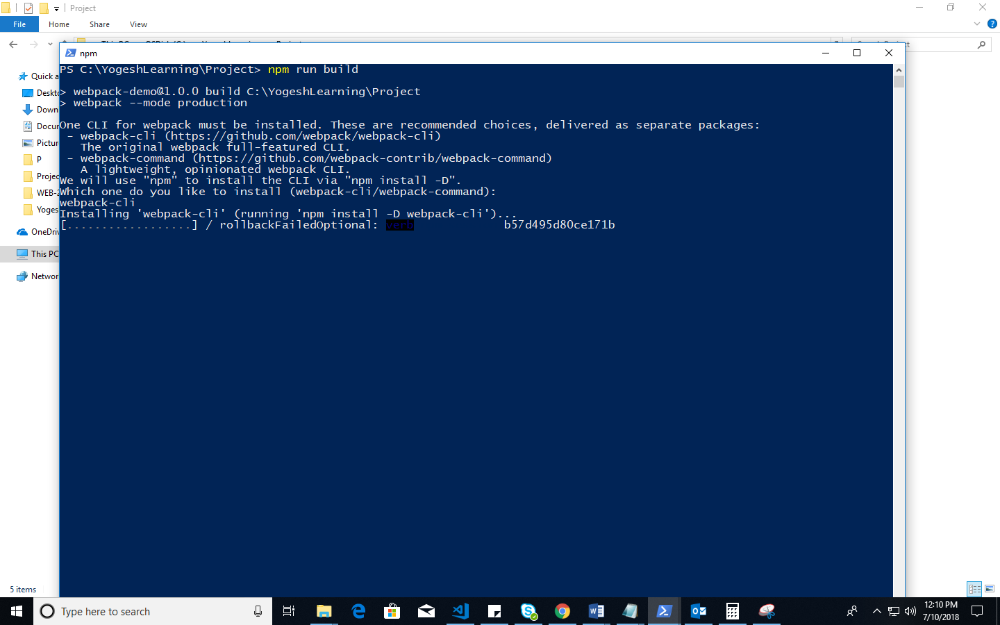 Project
File Home Share View
npm
PS C:\YogeshLearning\Project> npm run build
> webpack-demo@1.0.0 build C:\YogeshLearning\Project
> webpack --mode production
One CLI for webpack must be installed. These are recommended choices, delivered as separate packages:
- webpack-cli (https://github.com/webpack/webpack-cli)
The original webpack full-featured CLI.
- webpack-command (https://github.com/webpack-contrib/webpack-command)
A lightweight, opinionated webpack CLI.
We will use "npm" to install the CLI via "npm install -D".
Which one do you like to install (webpack-cli/webpack-command):
webpack-cli
Installing 'webpack-cli' (running 'npm install -D webpack-cli')...
[..................] / rollbackFailedOptional: verb b57d495d80ce171b
Quick a
Deskt
Down
Docur
Pictur
P
Projec
WEB-2
Yoges
OneDriv
This PC
Networ
5 items
Type here to search
12:10 PM
7/10/2018